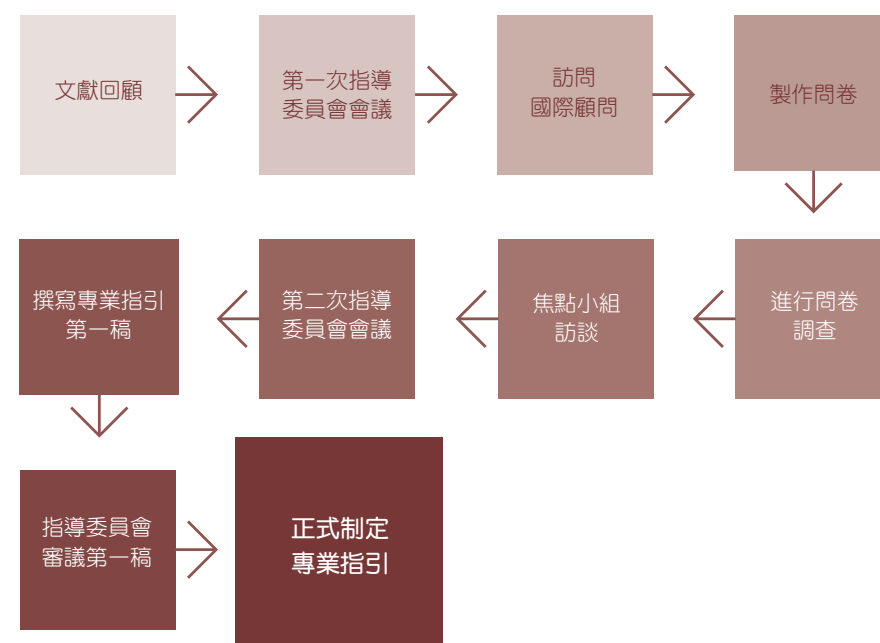 文獻回顧
第一次指導
委員會會議
訪問
國際顧問
製作問卷
進行問卷
調查
焦點小組
訪談
第二次指導
委員會會議
撰寫專業指引
第一稿
指導委員會
審議第一稿
正式制定
專業指引